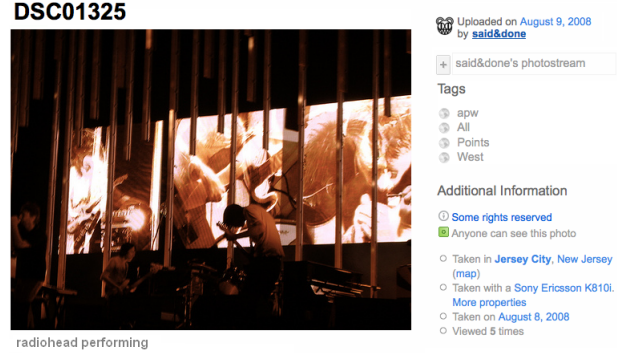 DSC01325
Uploaded on August 9, 2008
by said&done
+ said&done's photostream
Tags
apw
All
Points
West
Additional Information
Some rights reserved
Anyone can see this photo
Taken in Jersey City, New Jersey
(map)
Taken with a Sony Ericsson K810i.
More properties
Taken on August 8, 2008
Viewed 5 times
radiohead performing